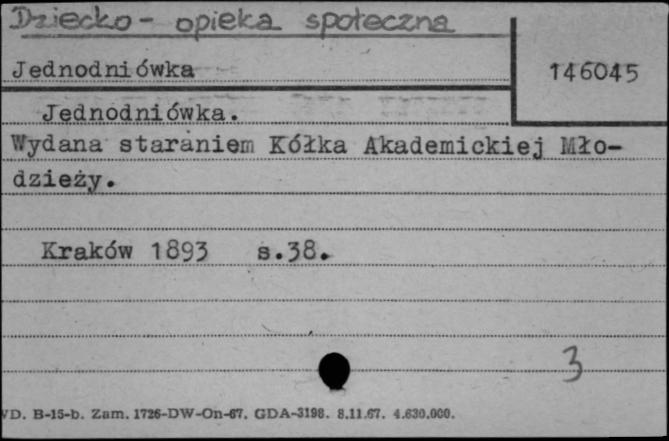 Dziecko - opieka społeczna
Jednodniówka
146045
Jednodniówka.
Wydana staraniem Kółka Akademickiej Mło-
dzieży.
Kraków 1893 s.38.
3
VD. B-15-b. Zam. 1726-DW-On-67. GDA-3198. 8.11.67. 4.630.000.